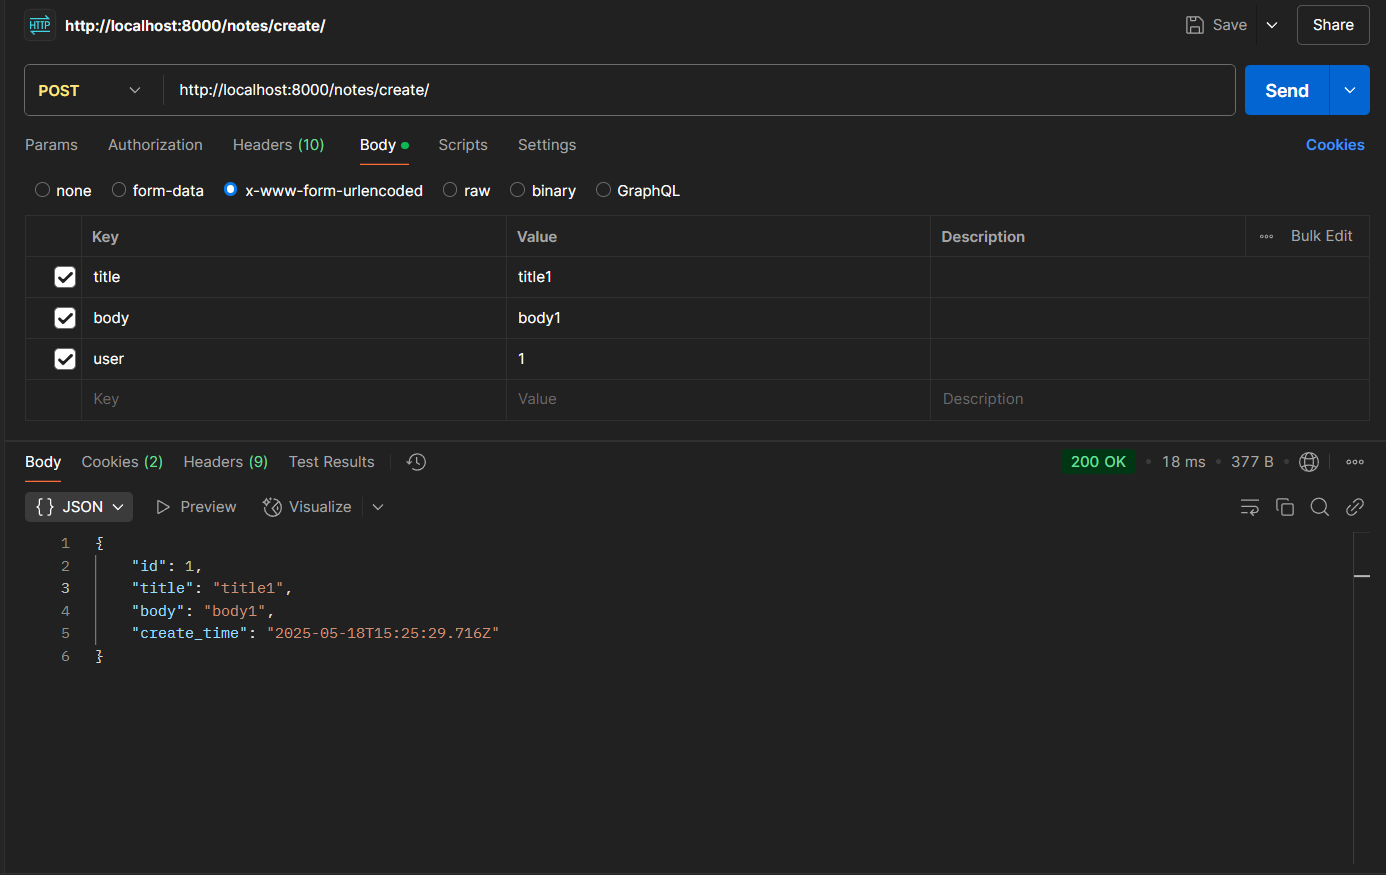 HTTP http://localhost:8000/notes/create/ Save Share
POST http://localhost:8000/notes/create/ Send
Params Authorization Headers (10) Body Scripts Settings Cookies
none form-data x-www-form-urlencoded raw binary GraphQL
Key Value Description Bulk Edit
title title1
body body1
user 1
Key Value Description
Body Cookies (2) Headers (9) Test Results 200 OK 18 ms 377 B
{} JSON Preview Visualize
1 {
2 "id": 1,
3 "title": "title1",
4 "body": "body1",
5 "create_time": "2025-05-18T15:25:29.716Z"
6 }